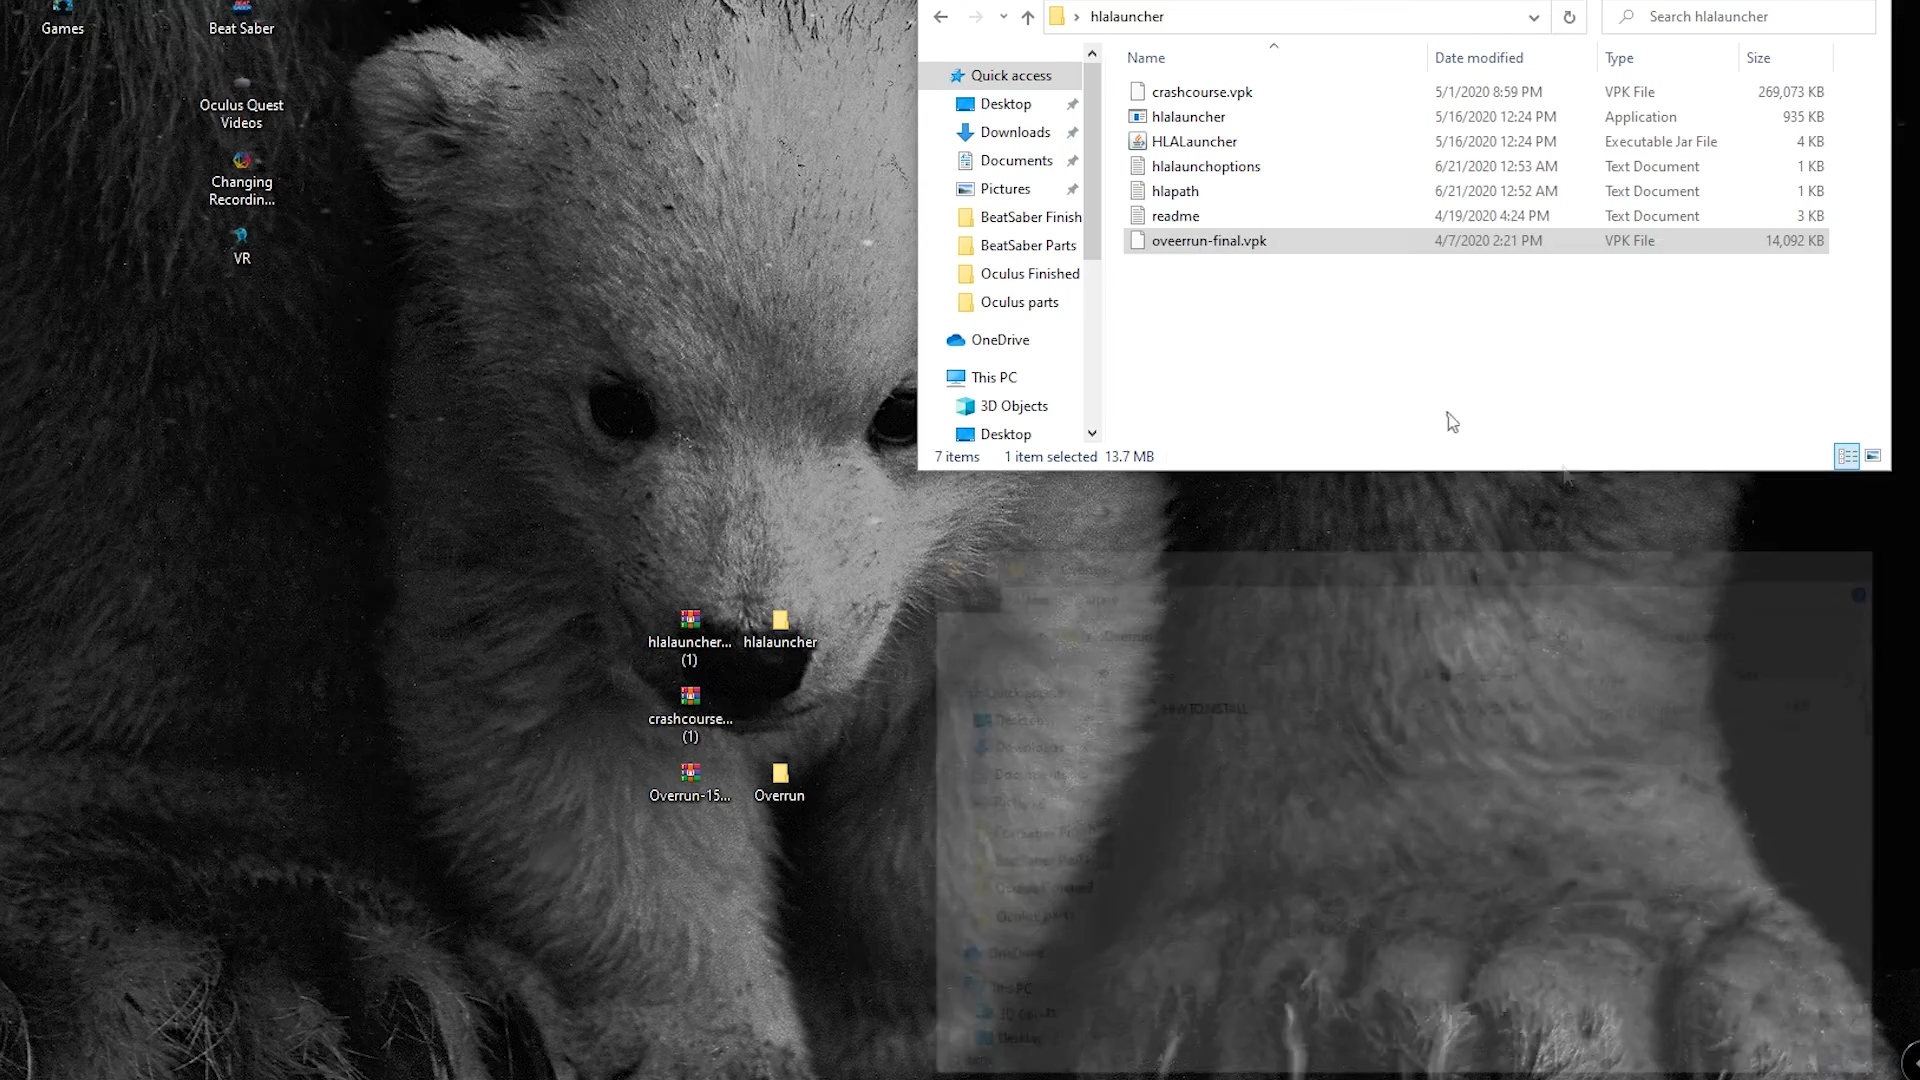 Games
Beat Saber
Oculus Quest
Videos
Changing
Recordin...
VR
hlalauncher...
(1)
hlalauncher
crashcourse...
(1)
Overrun-15...
Overrun
hlalauncher
Search hlalauncher
Name
Date modified
Type
Size
crashcourse.vpk
5/1/2020 8:59 PM
VPK File
269,073 KB
hlalauncher
5/16/2020 12:24 PM
Application
935 KB
HLALauncher
5/16/2020 12:24 PM
Executable Jar File
4 KB
hlalaunchoptions
6/21/2020 12:53 AM
Text Document
1 KB
hlapath
6/21/2020 12:52 AM
Text Document
1 KB
readme
4/19/2020 4:24 PM
Text Document
3 KB
oveerrun-final.vpk
4/7/2020 2:21 PM
VPK File
14,092 KB
Quick access
Desktop
Downloads
Documents
Pictures
BeatSaber Finish
BeatSaber Parts
Oculus Finished
Oculus parts
OneDrive
This PC
3D Objects
Desktop
7 items
1 item selected 13.7 MB